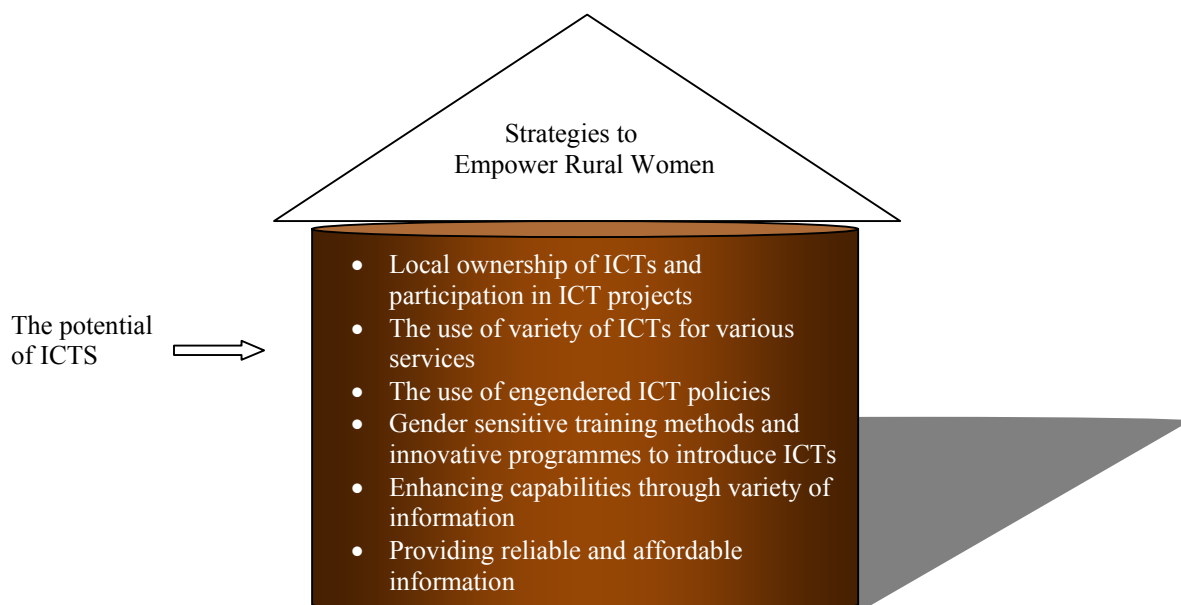 Strategies to
Empower Rural Women
The potential
of ICTS
• Local ownership of ICTs and
participation in ICT projects
• The use of variety of ICTs for various
services
• The use of engendered ICT policies
• Gender sensitive training methods and
innovative programmes to introduce ICTs
• Enhancing capabilities through variety of
information
• Providing reliable and affordable
information